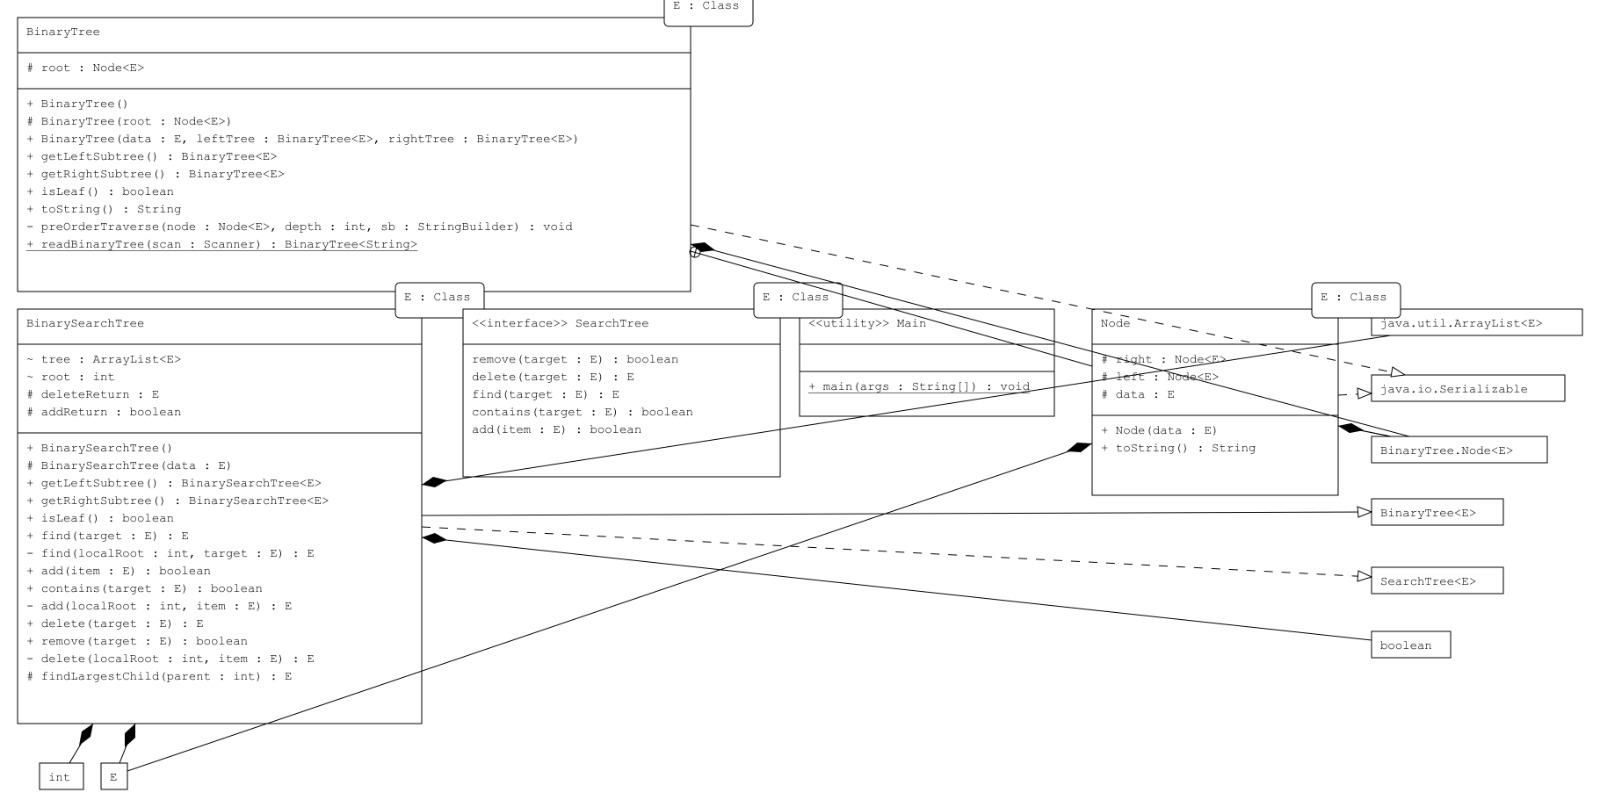 E : Class
BinaryTree
# root : Node<E>
+ BinaryTree()
# BinaryTree(root : Node<E>)
+ BinaryTree(data : E, leftTree : BinaryTree<E>, rightTree : BinaryTree<E>)
+ getLeftSubtree() : BinaryTree<E>
+ getRightSubtree() : BinaryTree<E>
+ isLeaf() : boolean
+ toString() : String
- preOrderTraverse(node : Node<E>, depth : int, sb : StringBuilder) : void
+ readBinaryTree(scan : Scanner) : BinaryTree<String>
E : Class
BinarySearchTree
~ tree : ArrayList<E>
~ root : int
# deleteReturn : E
# addReturn : boolean
+ BinarySearchTree()
# BinarySearchTree(data : E)
+ getLeftSubtree() : BinarySearchTree<E>
+ getRightSubtree() : BinarySearchTree<E>
+ isLeaf() : boolean
+ find(target : E) : E
- find(localRoot : int, target : E) : E
+ add(item : E) : boolean
+ contains(target : E) : boolean
- add(localRoot : int, item : E) : E
+ delete(target : E) : E
+ remove(target : E) : boolean
- delete(localRoot : int, item : E) : E
# findLargestChild(parent : int) : E
E : Class
<<interface>> SearchTree
remove(target : E) : boolean
delete(target : E) : E
find(target : E) : E
contains(target : E) : boolean
add(item : E) : boolean
<<utility>> Main
+ main(args : String[]) : void
E : Class
Node
# right : Node<E>
# left : Node<E>
# data : E
+ Node(data : E)
+ toString() : String
java.util.ArrayList<E>
java.io.Serializable
BinaryTree.Node<E>
BinaryTree<E>
SearchTree<E>
boolean
int
E